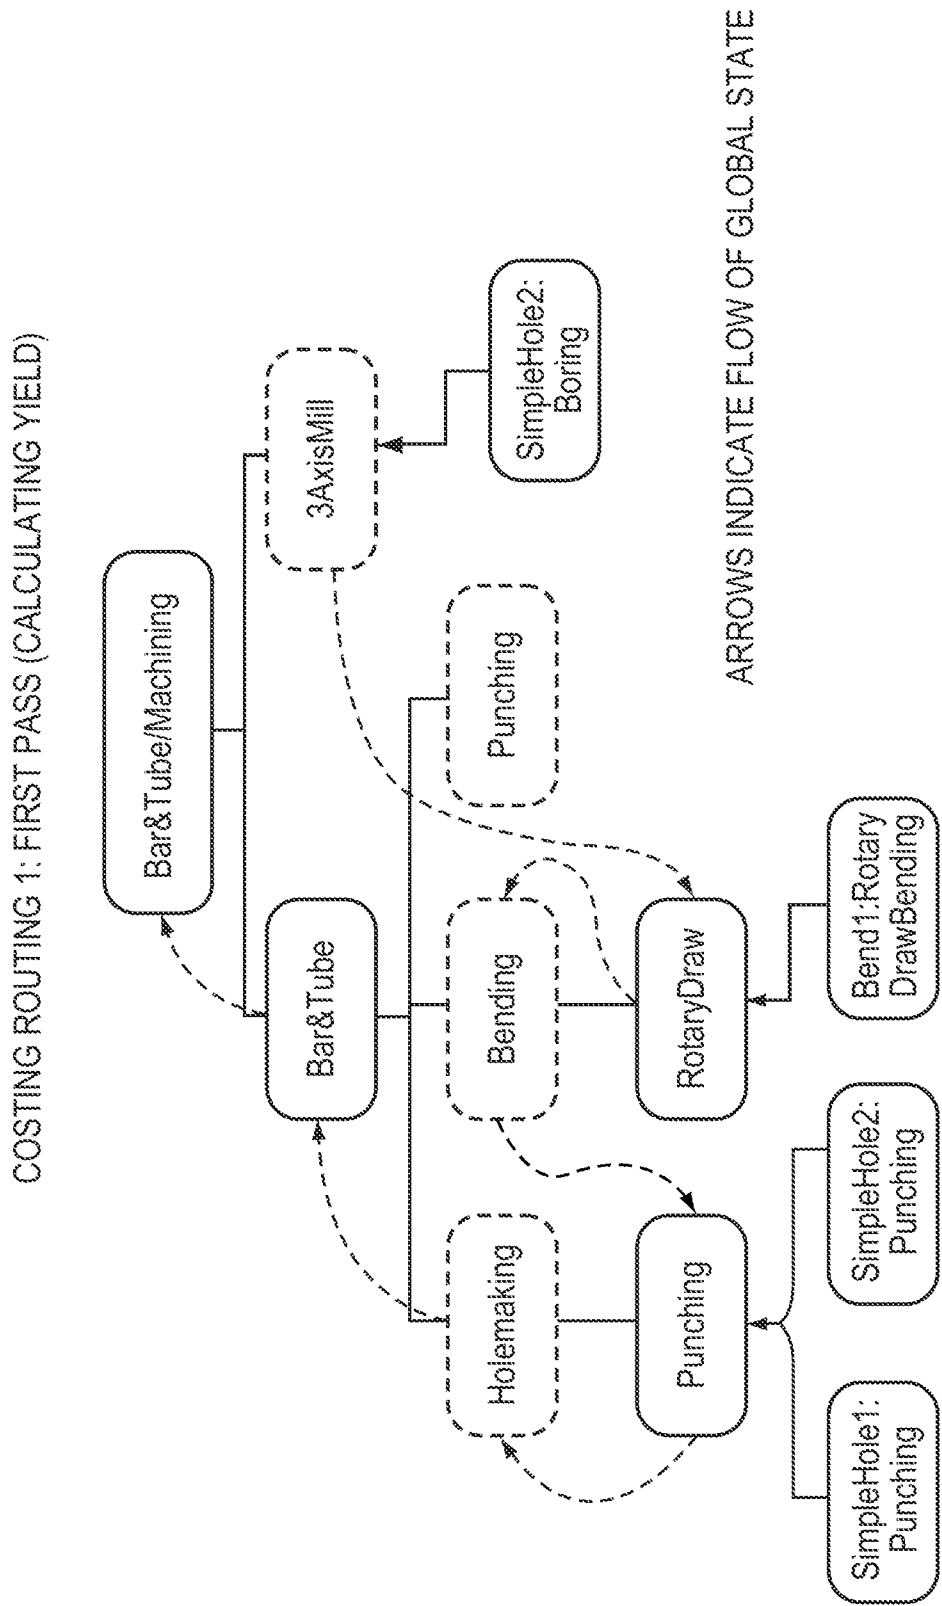 COSTING ROUTING 1: FIRST PASS (CALCULATING YIELD)
Bar&Tube/Machining
Bar&Tube
3AxisMill
Holemaking
Bending
Punching
SimpleHole2:
Boring
Punching
RotaryDraw
SimpleHole1:
Punching
SimpleHole2:
Punching
Bend1:Rotary
DrawBending
ARROWS INDICATE FLOW OF GLOBAL STATE